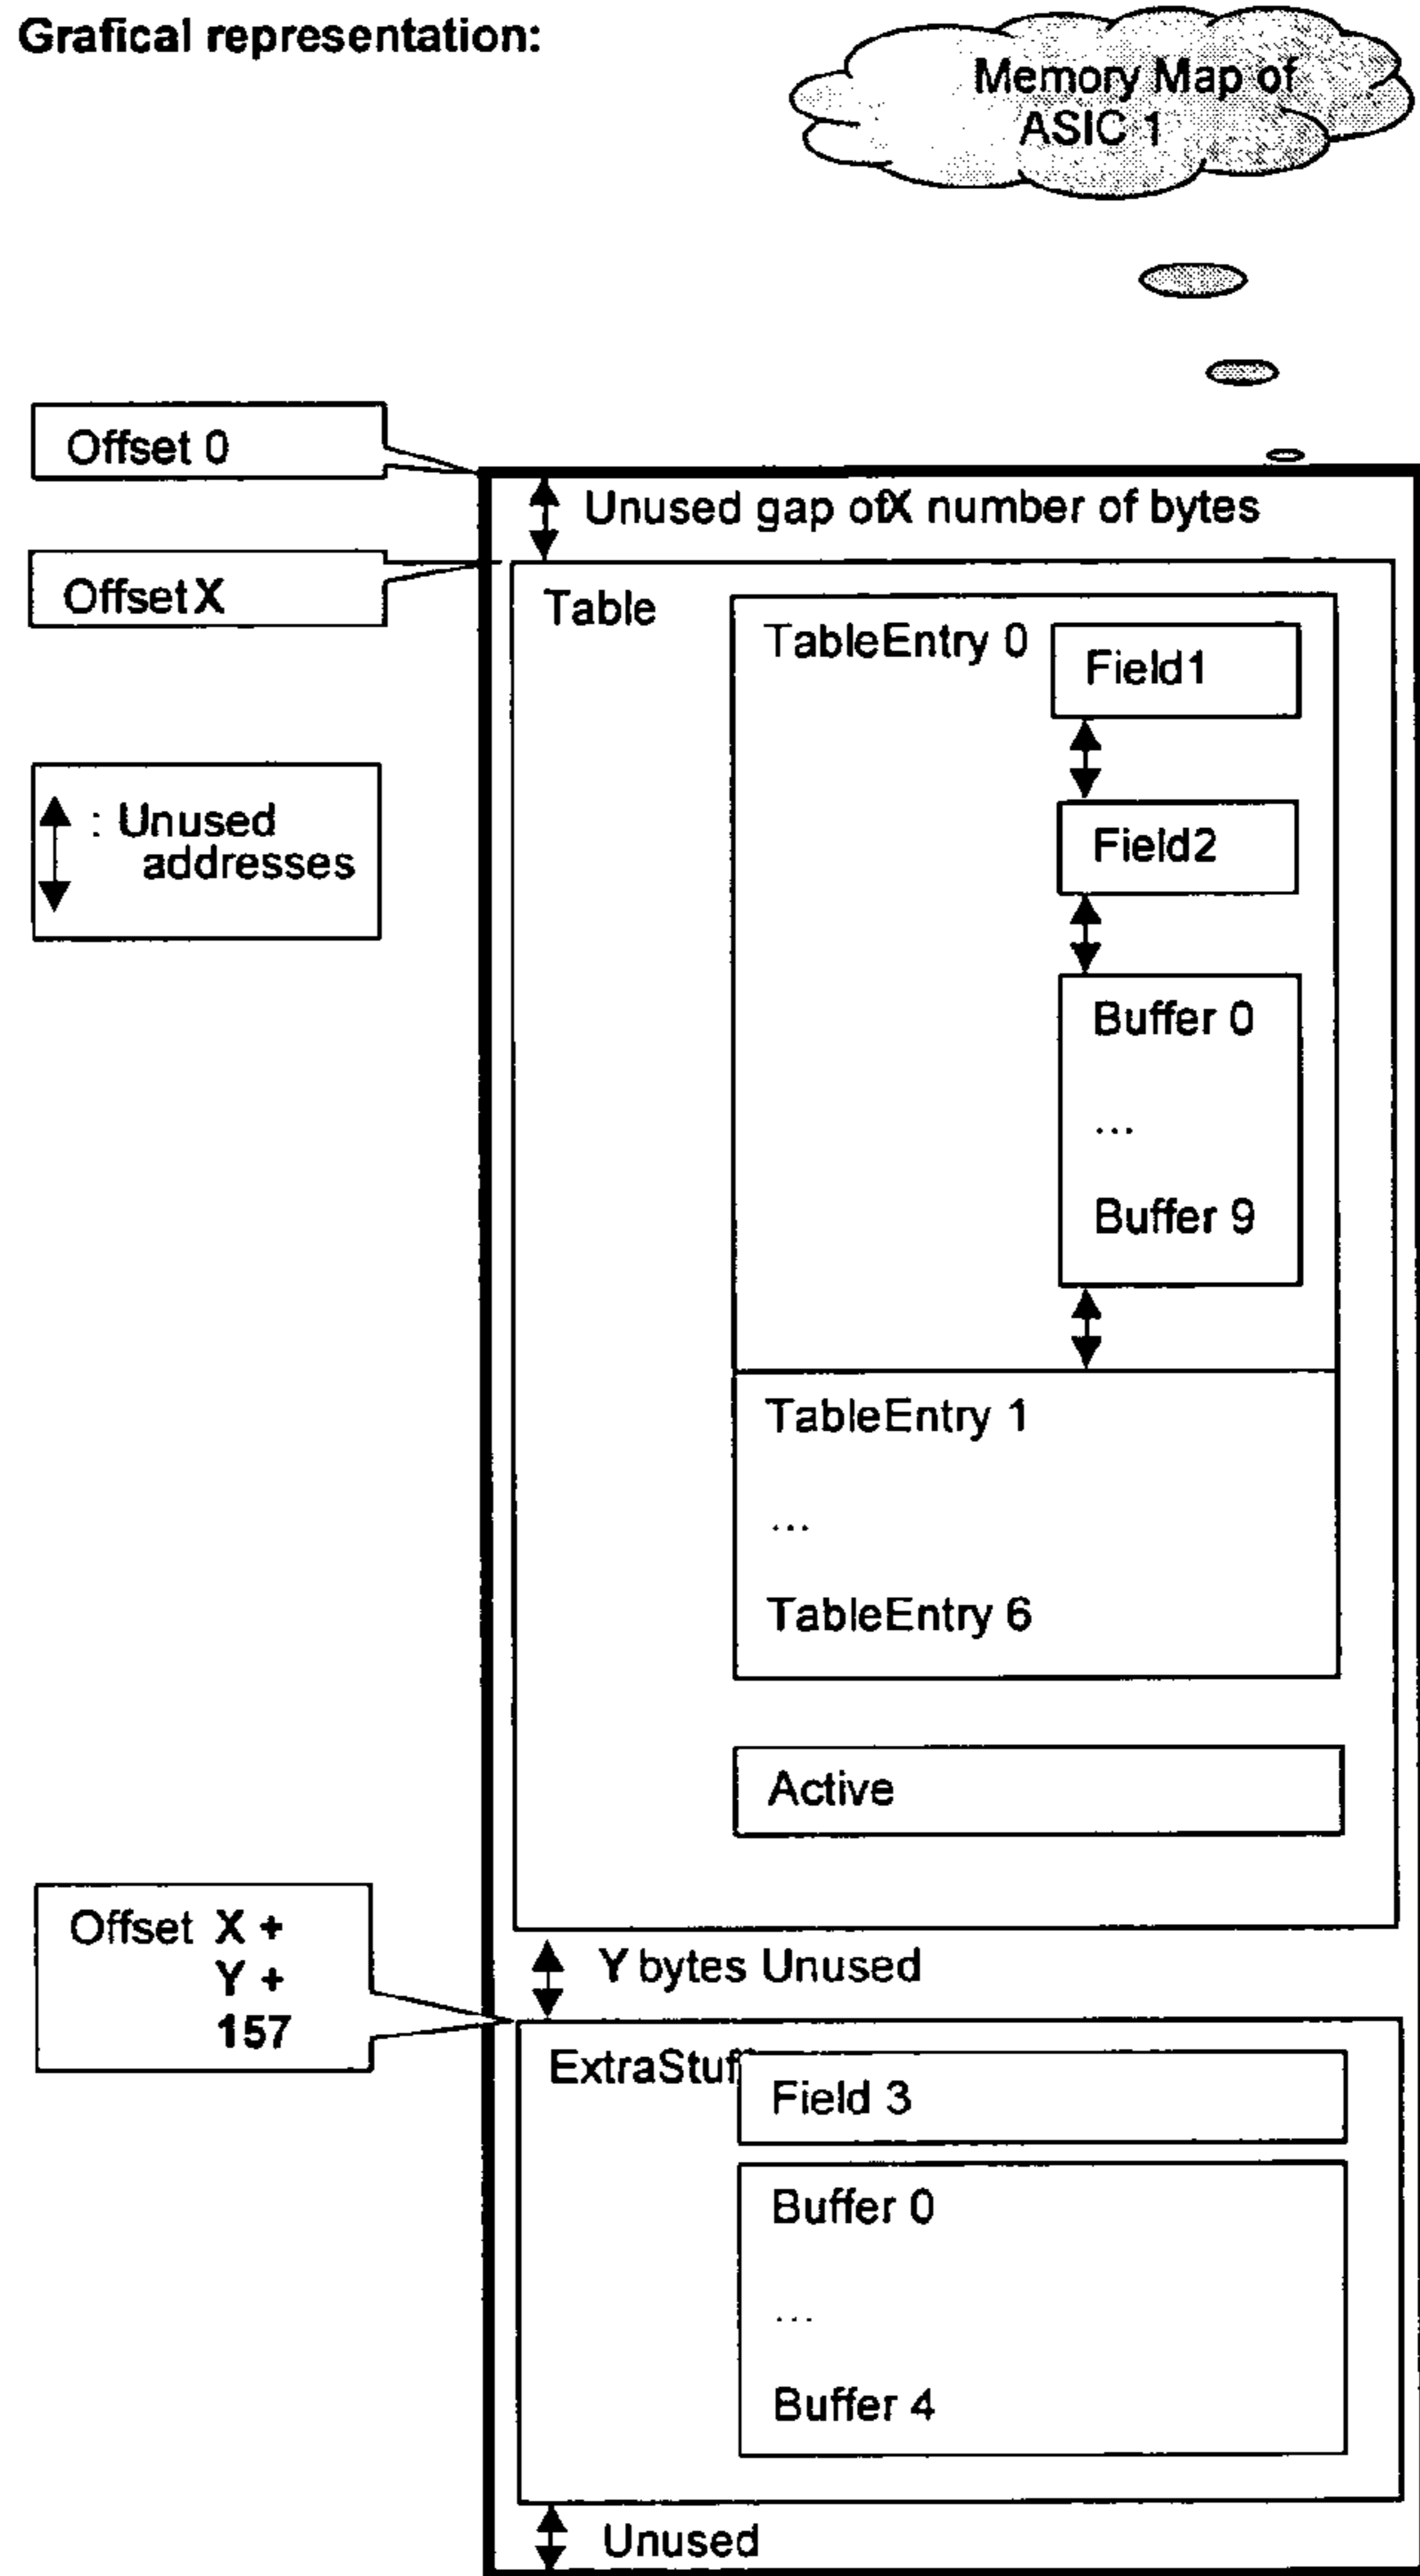 Grafical representation:
Memory Map of
ASIC 1
Offset 0
Unused gap of X number of bytes
Offset X
Table
TableEntry 0
Field1
: Unused
addresses
Field2
Buffer 0
...
Buffer 9
TableEntry 1
...
TableEntry 6
Active
Offset X +
Y +
157
Y bytes Unused
ExtraStuf
Field 3
Buffer 0
...
Buffer 4
Unused